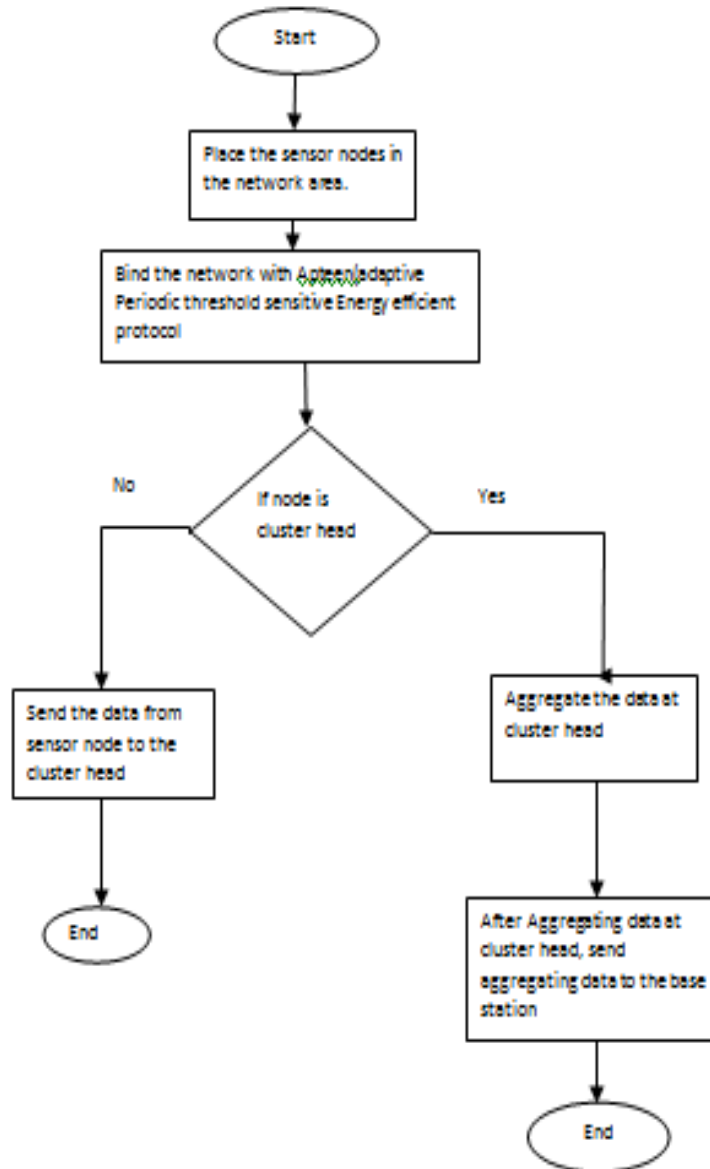 Start
Place the sensor nodes in
the network area.
Bind the network with Apteen/adaptive
Periodic threshold sensitive Energy efficient
protocol
No
If node is
cluster head
Yes
Send the data from
sensor node to the
cluster head
Aggregate the data at
cluster head
End
After Aggregating data at
cluster head, send
aggregating data to the base
station
End